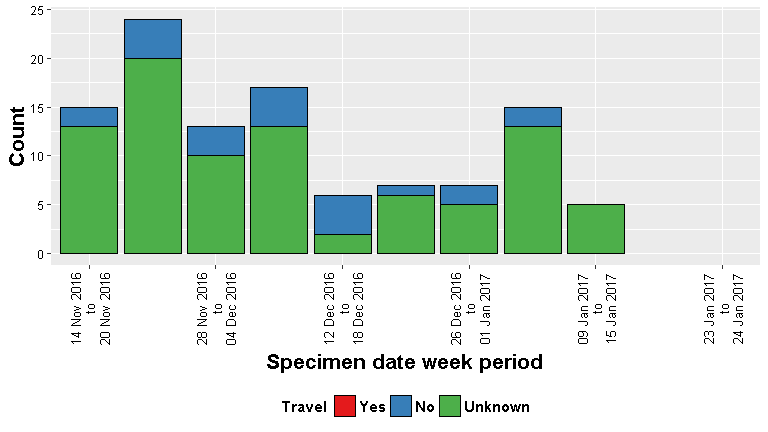 25
20
15
10
5
0
Count
14 Nov 2016
to
20 Nov 2016
28 Nov 2016
to
04 Dec 2016
12 Dec 2016
to
18 Dec 2016
26 Dec 2016
to
01 Jan 2017
09 Jan 2017
to
15 Jan 2017
23 Jan 2017
to
24 Jan 2017
Specimen date week period
Travel Yes No Unknown